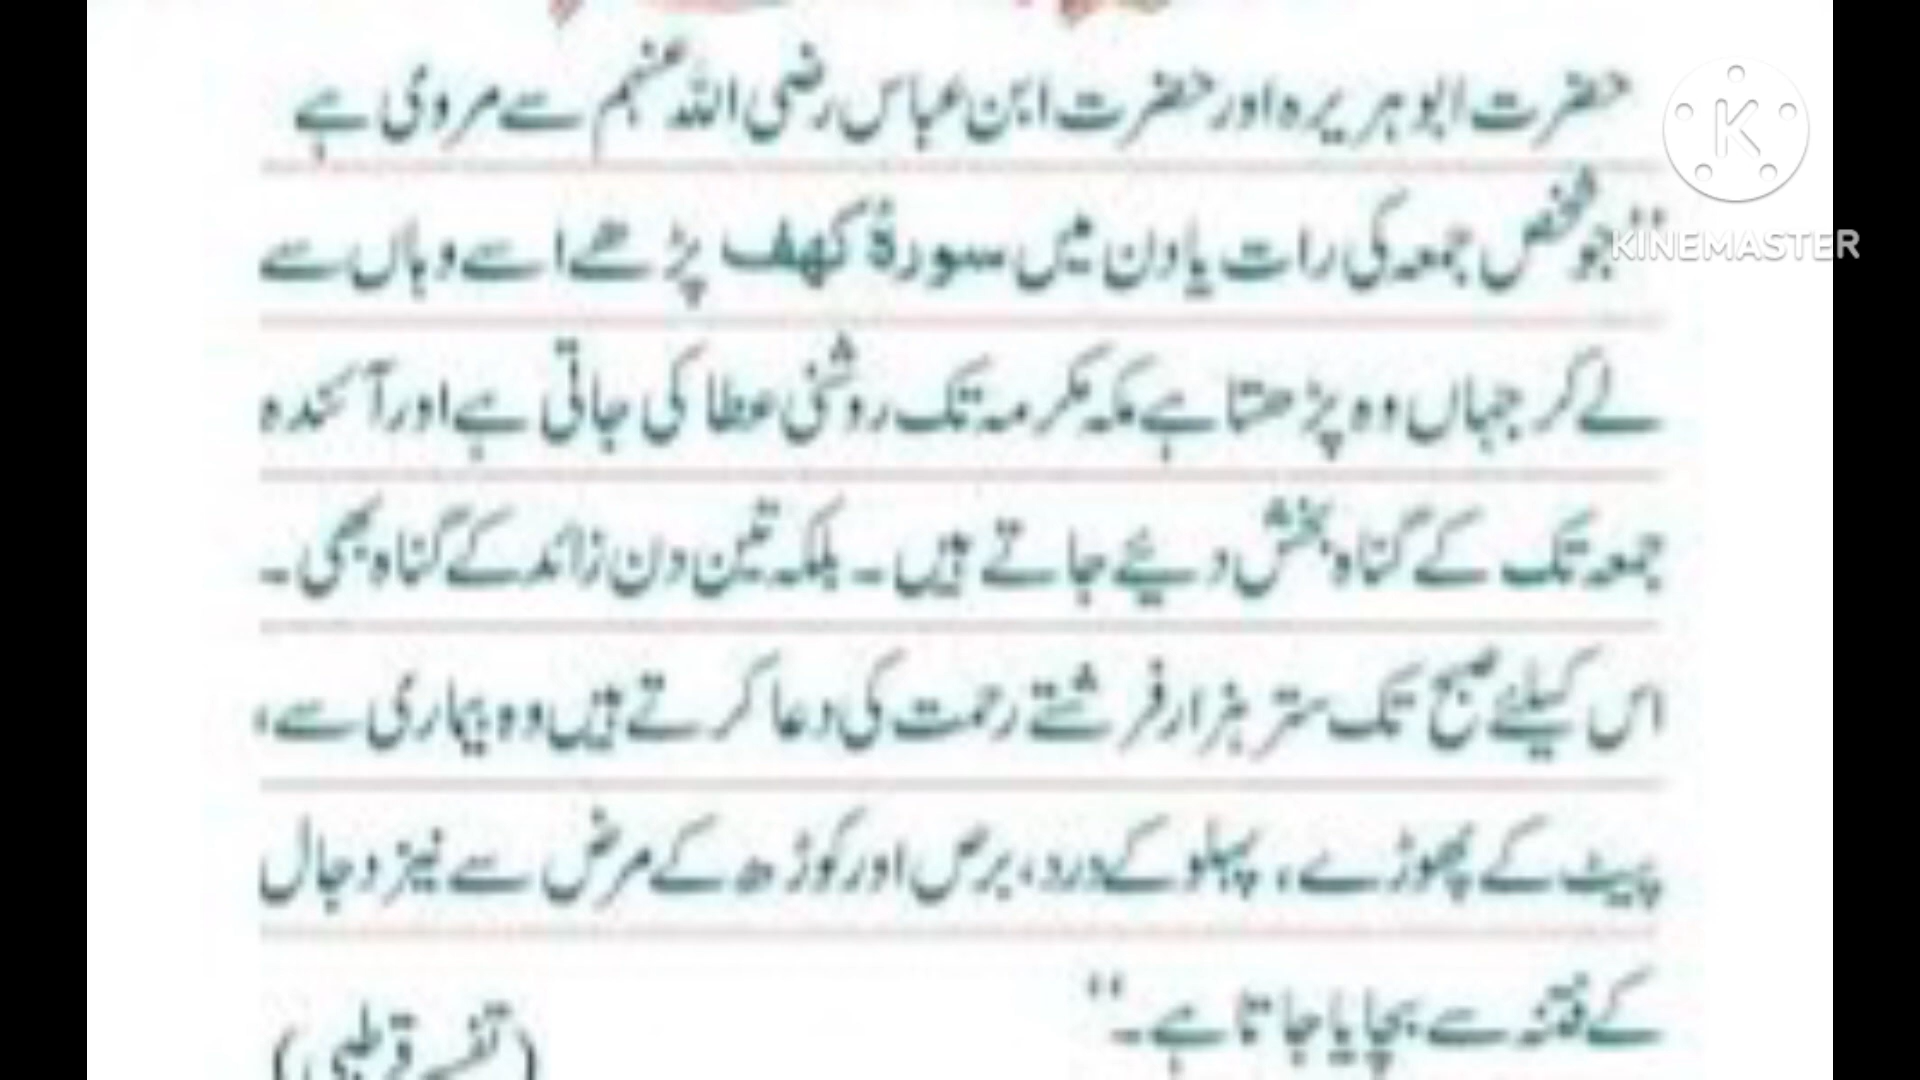 حضرت ابو ہریرہ اور حضرت ابن عباس رضی اللہ عنہم سے مروی ہے
"جو شخص جمعہ کی رات یا دن میں سورۂ کھف پڑھے اسے وہاں سے
لے کر جہاں وہ پڑھتا ہے مکہ مکرمہ تک روشنی عطا کی جاتی ہے اور آئندہ
جمعہ تک کے گناہ بخش دیئے جاتے ہیں۔ بلکہ تین دن زائد کے گناہ بھی۔
اس کیلئے صبح تک ستر ہزار فرشتے رحمت کی دعا کرتے ہیں وہ بیماری سے،
پیٹ کے پھوڑے، پہلو کے درد، برص اور کوڑھ کے مرض سے نیز دجال
کے فتنہ سے بچایا جاتا ہے۔"
(تفسیر قرطبی)
K
KINEMASTER